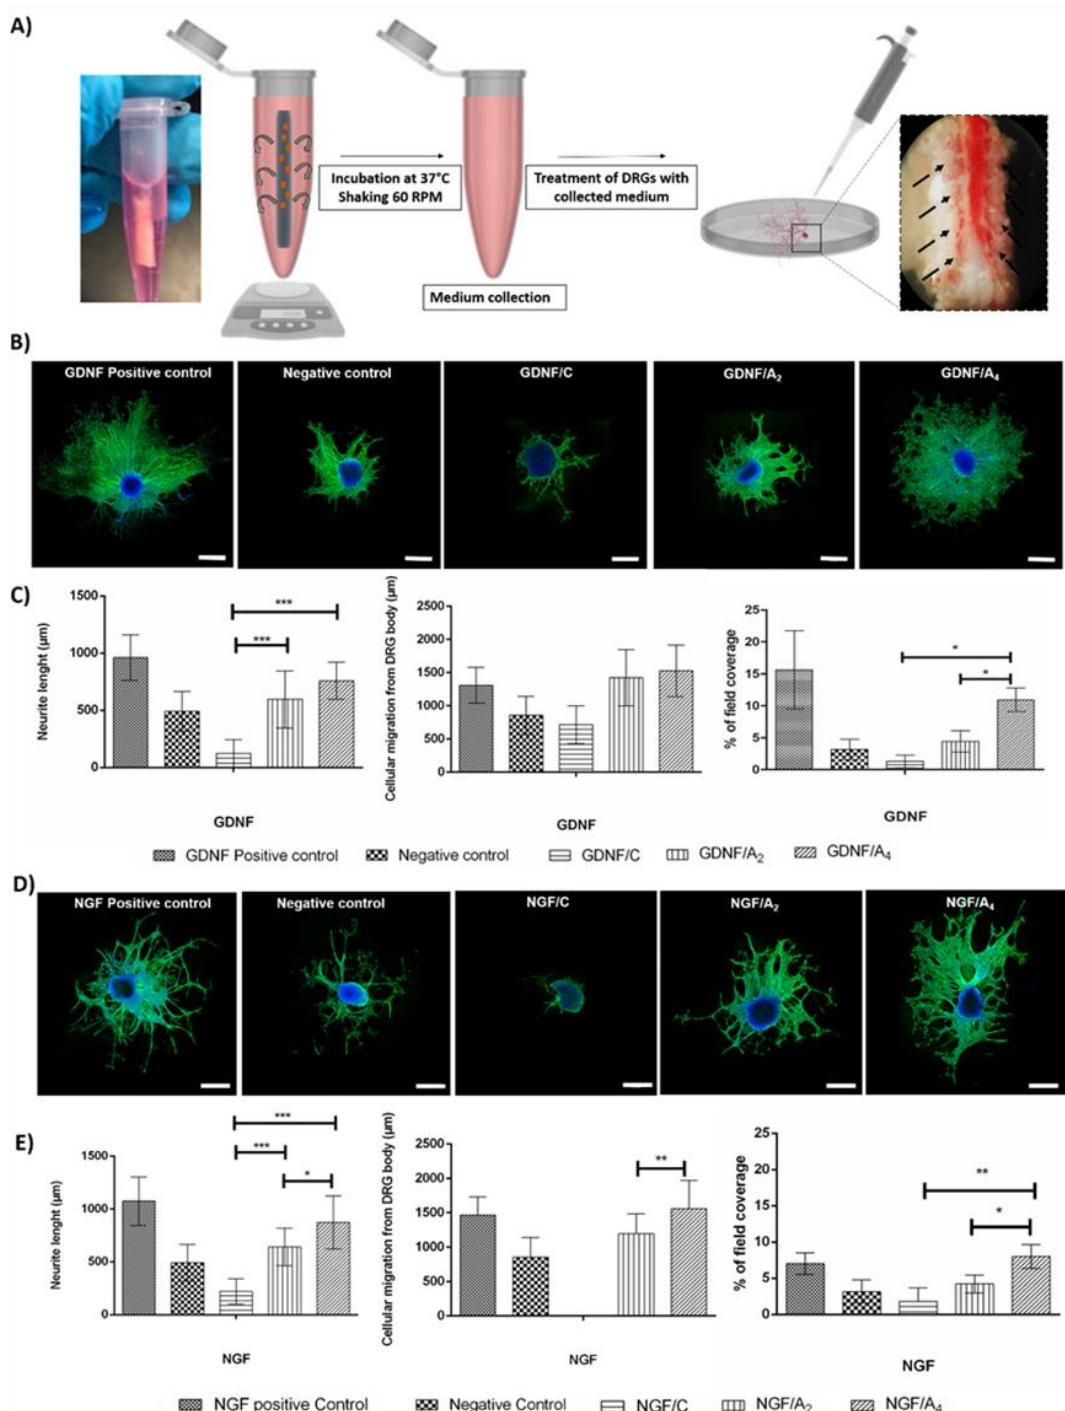 A)
Incubation at 37°C
Shaking 60 RPM
Treatment of DRGs with
collected medium
Medium collection
B)
GDNF Positive control
Negative control
GDNF/C
GDNF/A₂
GDNF/A₄
C)
Neurite lenght (µm)
1500
1000
500
0
***
***
GDNF
Cellular migration from DRG body (µm)
2500
2000
1500
1000
500
0
GDNF
% of field coverage
25
20
15
10
5
0
*
*
GDNF
GDNF Positive control
Negative control
GDNF/C
GDNF/A₂
GDNF/A₄
D)
NGF Positive control
Negative control
NGF/C
NGF/A₂
NGF/A₄
E)
Neurite lenght (µm)
1500
1000
500
0
***
***
*
NGF
Cellular migration from DRG body (µm)
2500
2000
1500
1000
500
0
**
NGF
% of field coverage
25
20
15
10
5
0
**
*
NGF
NGF positive Control
Negative Control
NGF/C
NGF/A₂
NGF/A₄